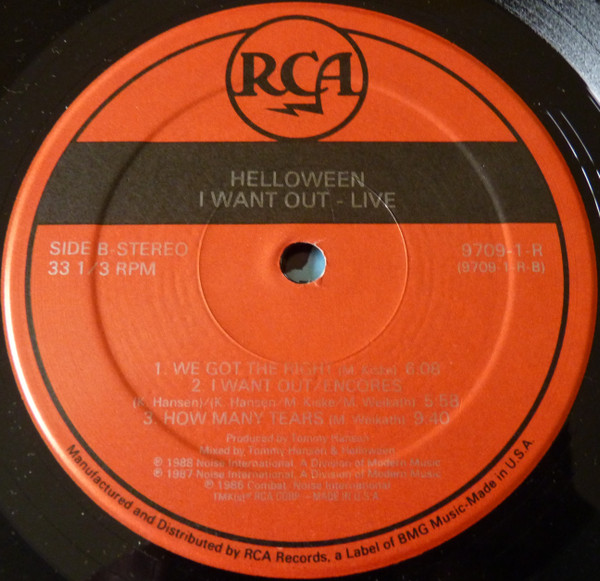 RCA
HELLOWEEN
I WANT OUT - LIVE
SIDE B-STEREO
33 1/3 RPM
9709-1-R
(9709-1-R-B)
1. WE GOT THE RIGHT (M. Kiske) 6:08
2. I WANT OUT/ENCORES
(K. Hansen)/(K. Hansen/M. Kiske/M. Weikath) 5:58
3. HOW MANY TEARS (M. Weikath) 9:40
Produced by Tommy Hansen
Mixed by Tommy Hansen & Helloween
℗ 1988 Noise International, A Division of Modern Music
℗ 1987 Noise International, A Division of Modern Music
℗ 1986 Combat-Noise International
TMK(s)® RCA CORP. - MADE IN U.S.A.
Manufactured and Distributed by RCA Records, a Label of BMG Music-Made in U.S.A.